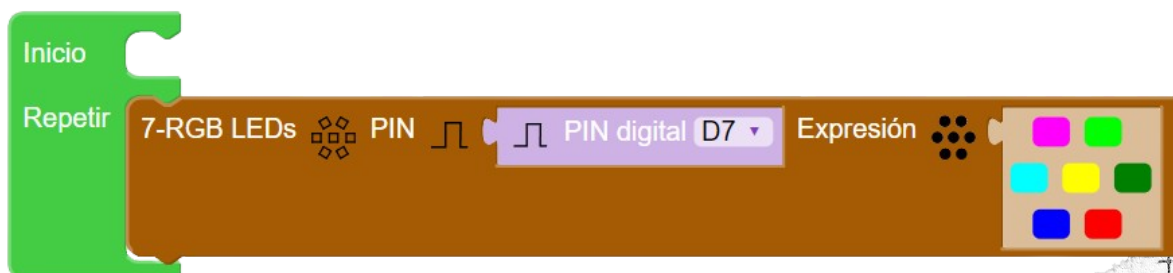 Inicio
Repetir
7-RGB LEDs PIN PIN digital D7 Expresión